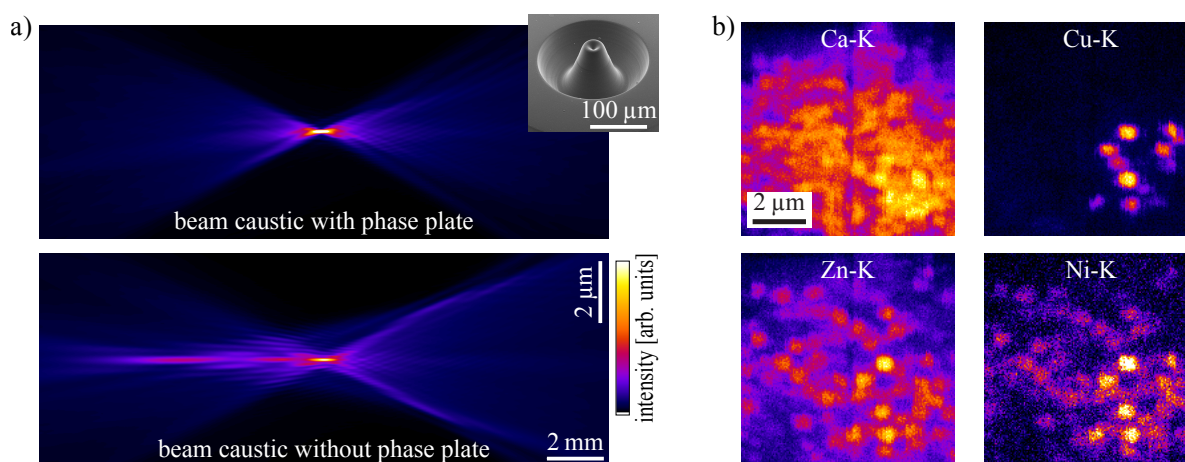 a)
100 µm
beam caustic with phase plate
beam caustic without phase plate
2 µm
2 mm
intensity [arb. units]
b)
Ca-K
2 µm
Cu-K
Zn-K
Ni-K